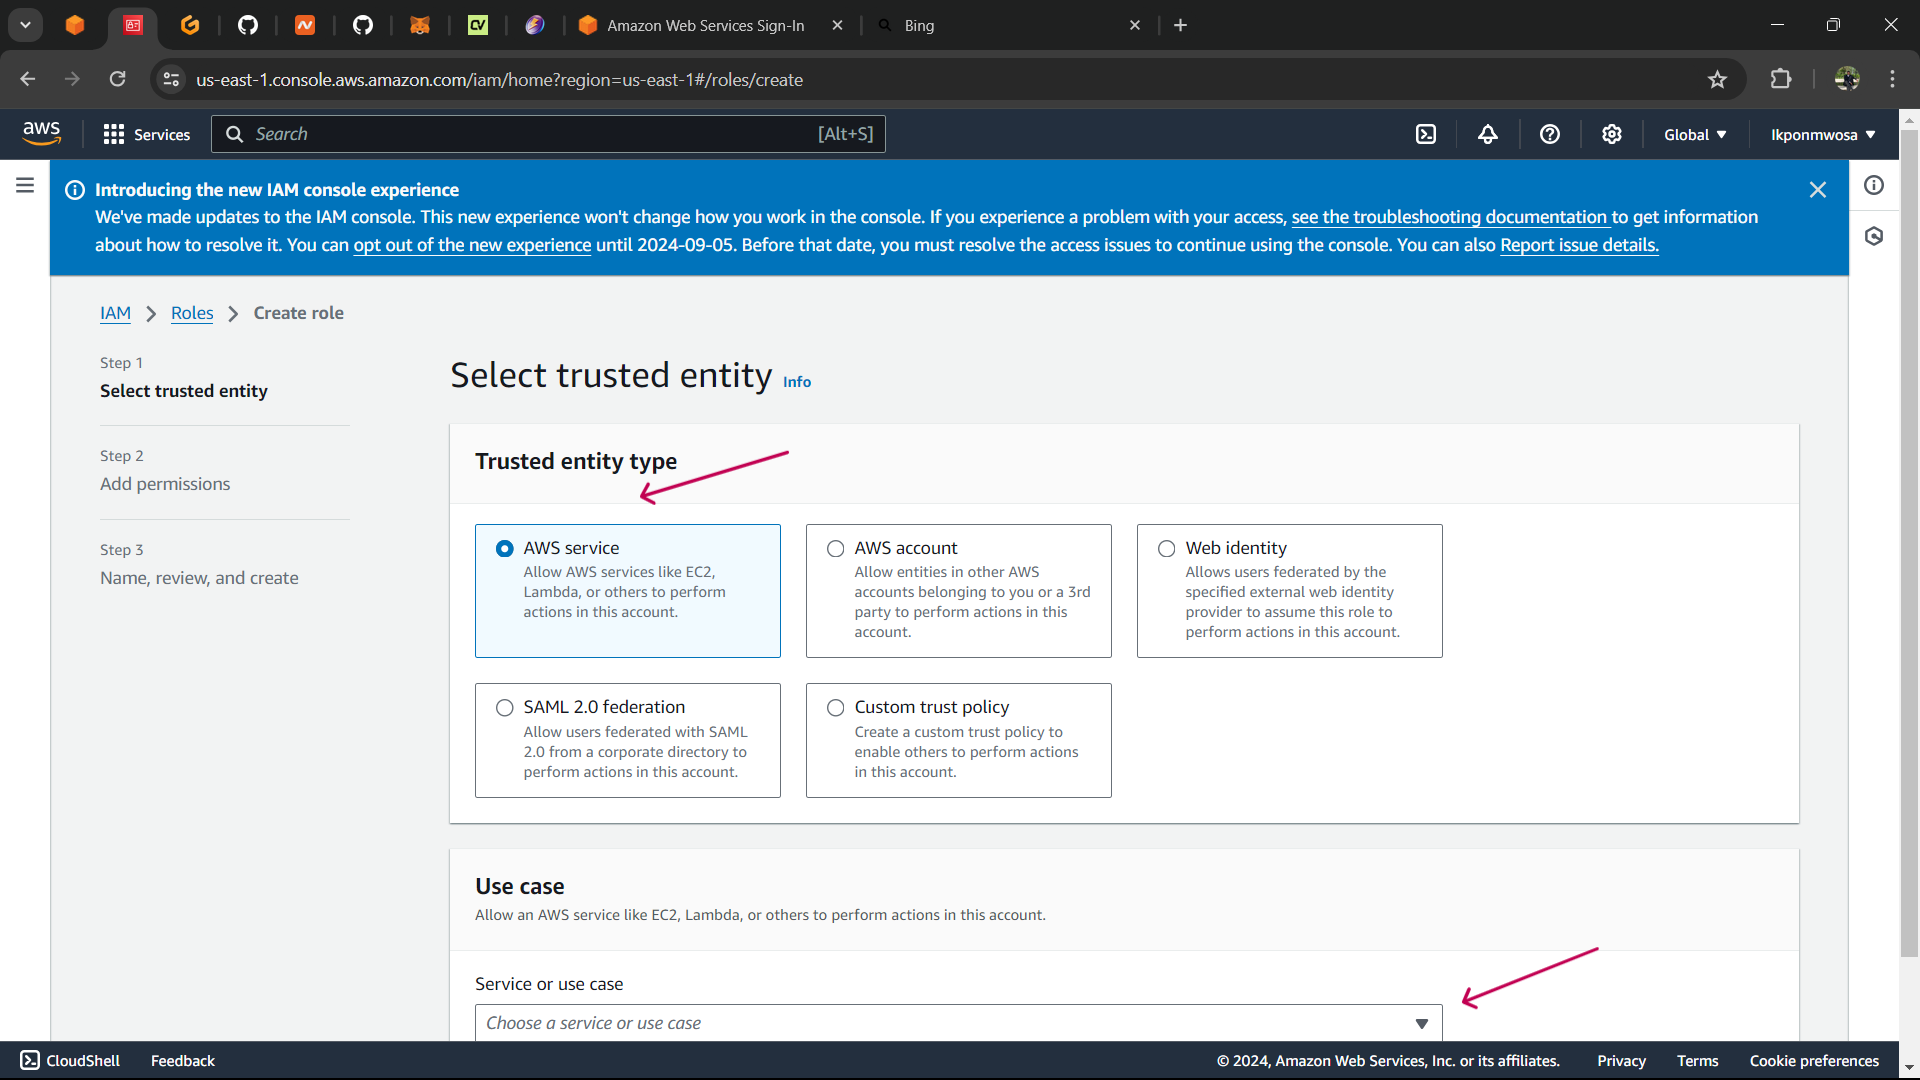 Amazon Web Services Sign-In
Bing
us-east-1.console.aws.amazon.com/iam/home?region=us-east-1#/roles/create
aws
Services
Search
[Alt+S]
Global
Ikponmwosa
Introducing the new IAM console experience
We've made updates to the IAM console. This new experience won't change how you work in the console. If you experience a problem with your access, see the troubleshooting documentation to get information
about how to resolve it. You can opt out of the new experience until 2024-09-05. Before that date, you must resolve the access issues to continue using the console. You can also Report issue details.
IAM
Roles
Create role
Step 1
Select trusted entity
Step 2
Add permissions
Step 3
Name, review, and create
Select trusted entity Info
Trusted entity type
AWS service
Allow AWS services like EC2,
Lambda, or others to perform
actions in this account.
AWS account
Allow entities in other AWS
accounts belonging to you or a 3rd
party to perform actions in this
account.
Web identity
Allows users federated by the
specified external web identity
provider to assume this role to
perform actions in this account.
SAML 2.0 federation
Allow users federated with SAML
2.0 from a corporate directory to
perform actions in this account.
Custom trust policy
Create a custom trust policy to
enable others to perform actions
in this account.
Use case
Allow an AWS service like EC2, Lambda, or others to perform actions in this account.
Service or use case
Choose a service or use case
CloudShell
Feedback
© 2024, Amazon Web Services, Inc. or its affiliates.
Privacy
Terms
Cookie preferences